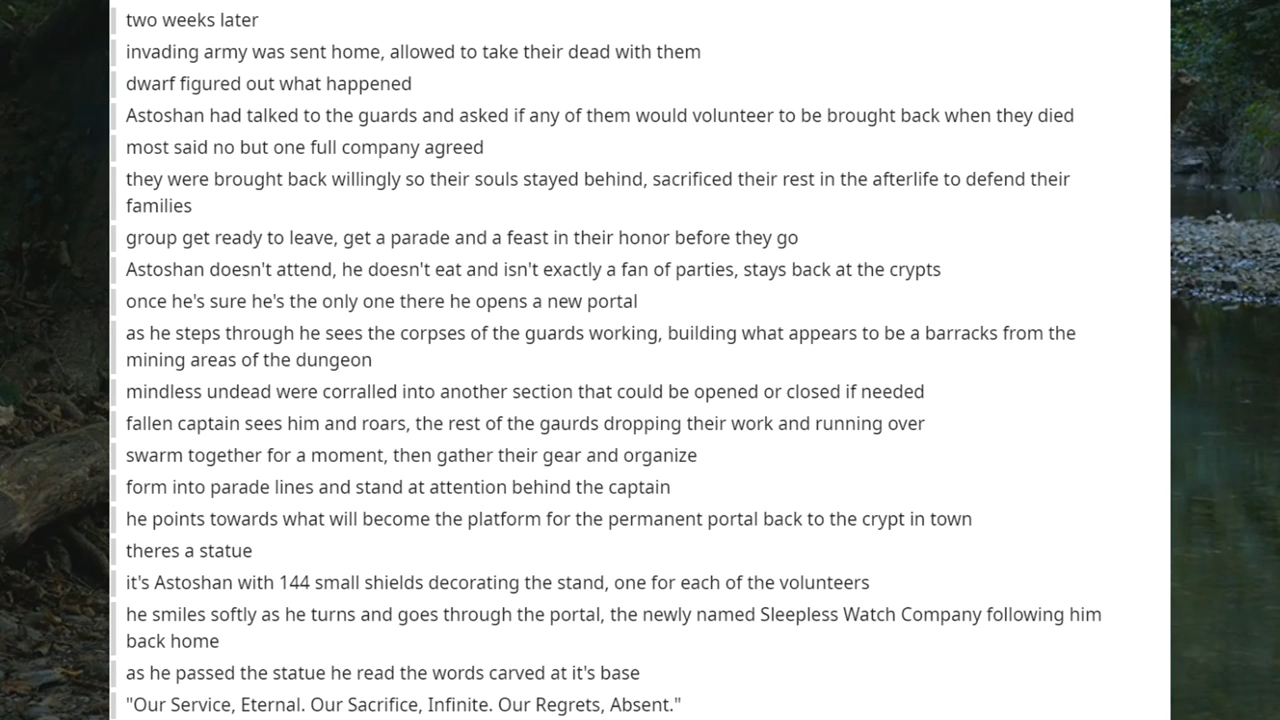 two weeks later
invading army was sent home, allowed to take their dead with them
dwarf figured out what happened
Astoshan had talked to the guards and asked if any of them would volunteer to be brought back when they died
most said no but one full company agreed
they were brought back willingly so their souls stayed behind, sacrificed their rest in the afterlife to defend their
families
group get ready to leave, get a parade and a feast in their honor before they go
Astoshan doesn't attend, he doesn't eat and isn't exactly a fan of parties, stays back at the crypts
once he's sure he's the only one there he opens a new portal
as he steps through he sees the corpses of the guards working, building what appears to be a barracks from the
mining areas of the dungeon
mindless undead were corralled into another section that could be opened or closed if needed
fallen captain sees him and roars, the rest of the gaurds dropping their work and running over
swarm together for a moment, then gather their gear and organize
form into parade lines and stand at attention behind the captain
he points towards what will become the platform for the permanent portal back to the crypt in town
theres a statue
it's Astoshan with 144 small shields decorating the stand, one for each of the volunteers
he smiles softly as he turns and goes through the portal, the newly named Sleepless Watch Company following him
back home
as he passed the statue he read the words carved at it's base
"Our Service, Eternal. Our Sacrifice, Infinite. Our Regrets, Absent."